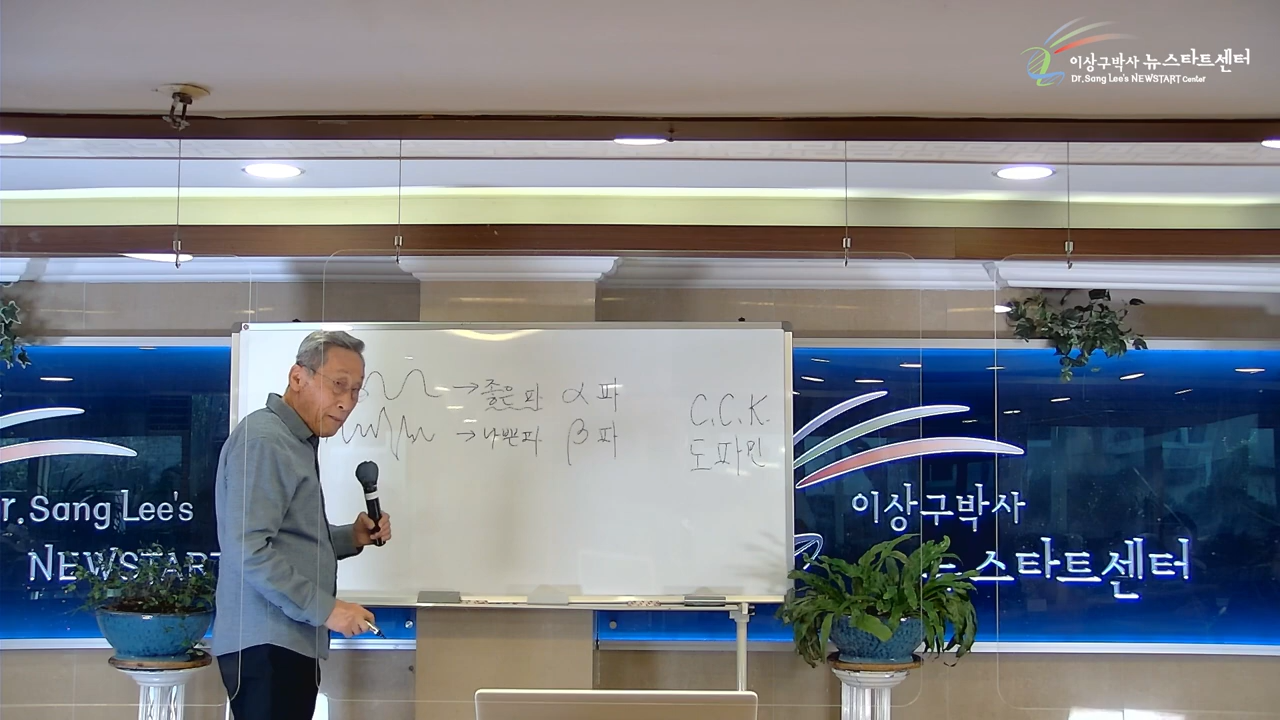 이상구박사 뉴스타트센터
Dr. Sang Lee's NEWSTART Center
→ 좋은파 α파
→ 나쁜파 β파
C.C.K.
도파민
r. Sang Lee's
NEWSTART
이상구박사
스타트센터